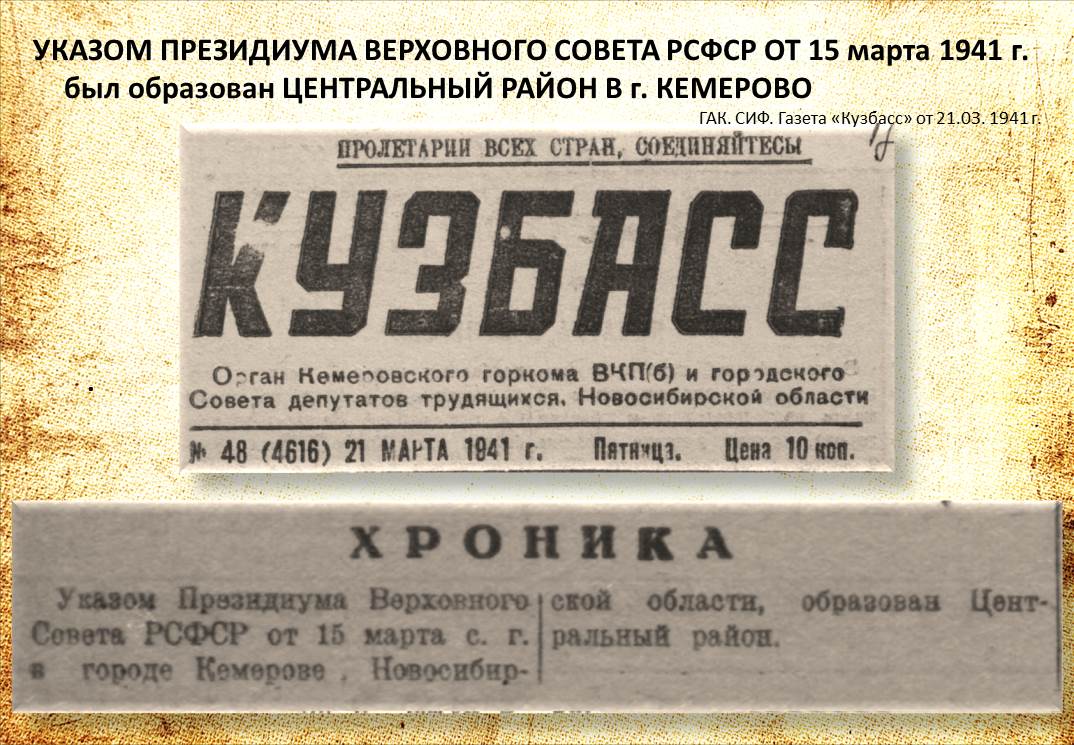 УКАЗОМ ПРЕЗИДИУМА ВЕРХОВНОГО СОВЕТА РСФСР ОТ 15 марта 1941 г.
был образован ЦЕНТРАЛЬНЫЙ РАЙОН В г. КЕМЕРОВО
ГАК. СИФ. Газета «Кузбасс» от 21.03. 1941 г.
ПРОЛЕТАРИИ ВСЕХ СТРАН, СОЕДИНЯЙТЕСЬ!
КУЗБАСС
Орган Кемеровского горкома ВКП(б) и городского
Совета депутатов трудящихся, Новосибирской области
№ 48 (4616) 21 МАРТА 1941 г. Пятница. Цена 10 коп.
ХРОНИКА
Указом Президиума Верховного
Совета РСФСР от 15 марта с. г.
в городе Кемерове, Новосибир-
ской области, образован Цент-
ральный район.